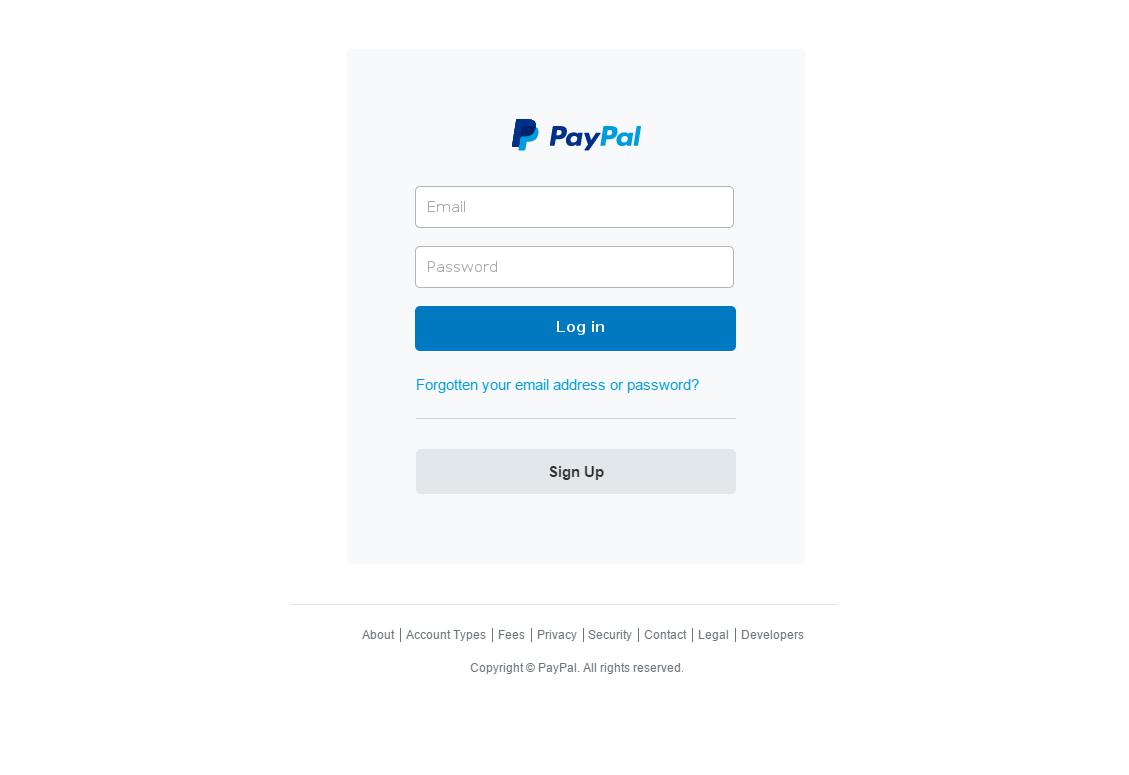 PayPal
Email
Password
Log in
Forgotten your email address or password?
Sign Up
About | Account Types | Fees | Privacy | Security | Contact | Legal | Developers
Copyright © PayPal. All rights reserved.